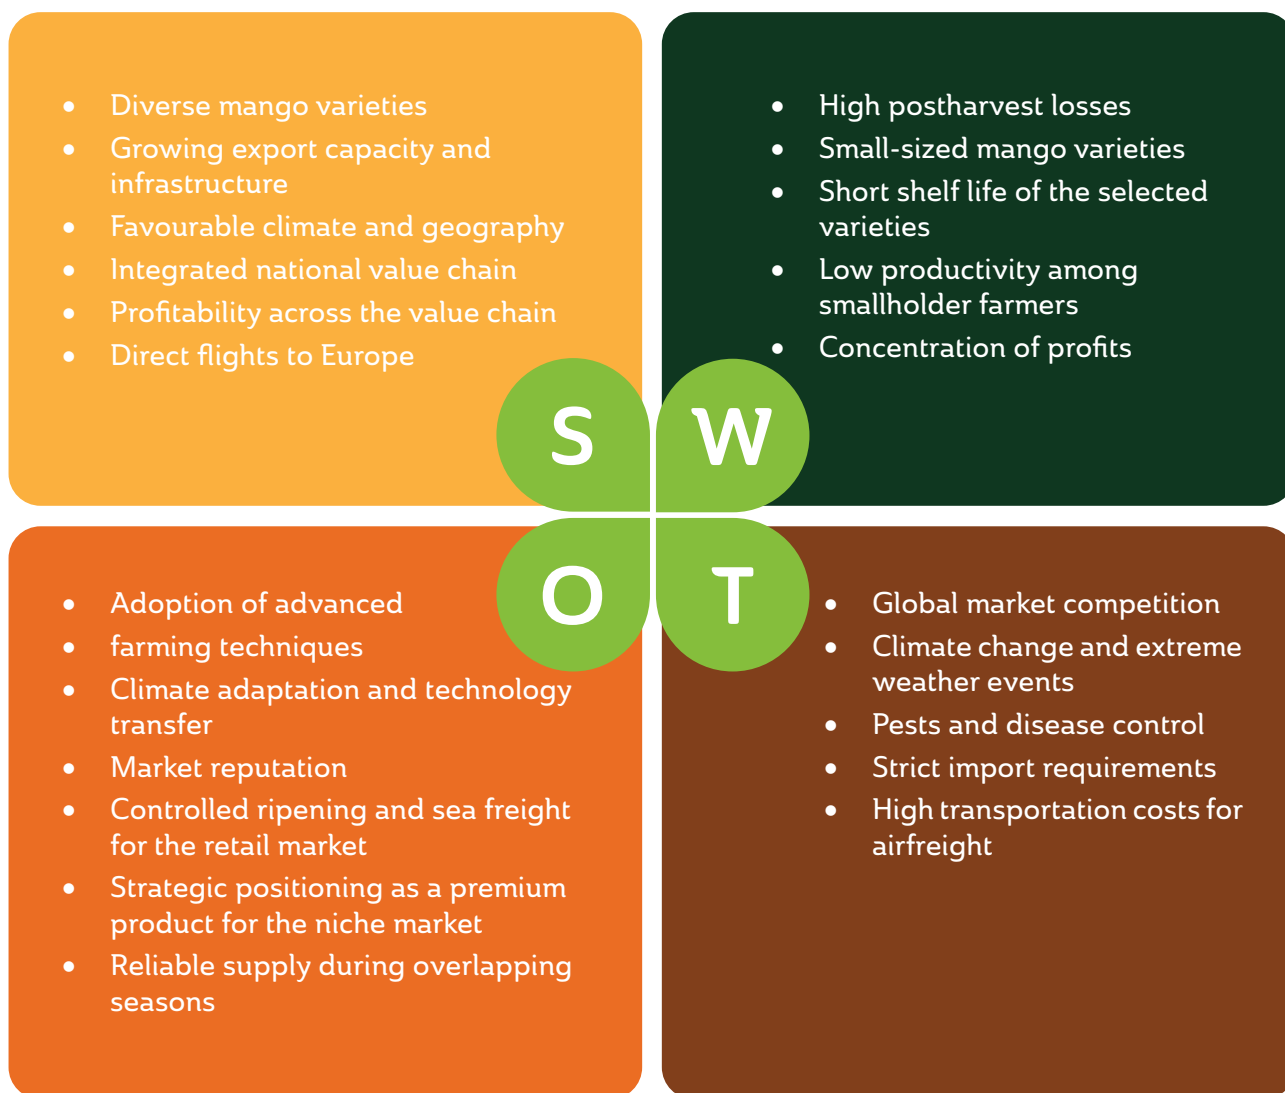 • Diverse mango varieties
• Growing export capacity and
infrastructure
• Favourable climate and geography
• Integrated national value chain
• Profitability across the value chain
• Direct flights to Europe
• High postharvest losses
• Small-sized mango varieties
• Short shelf life of the selected
varieties
• Low productivity among
smallholder farmers
• Concentration of profits
S W
O T
• Adoption of advanced
• farming techniques
• Climate adaptation and technology
transfer
• Market reputation
• Controlled ripening and sea freight
for the retail market
• Strategic positioning as a premium
product for the niche market
• Reliable supply during overlapping
seasons
• Global market competition
• Climate change and extreme
weather events
• Pests and disease control
• Strict import requirements
• High transportation costs for
airfreight